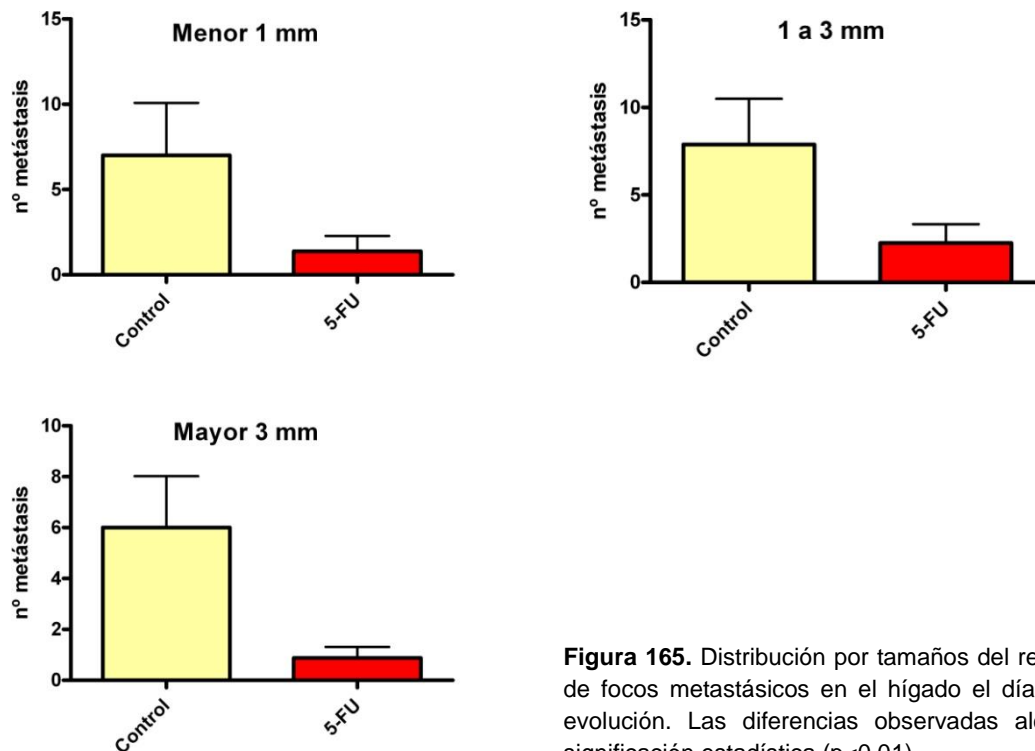 Menor 1 mm
nº metástasis
15
10
5
0
Control
5-FU
1 a 3 mm
nº metástasis
15
10
5
0
Control
5-FU
Mayor 3 mm
nº metástasis
10
8
6
4
2
0
Control
5-FU
Figura 165. Distribución por tamaños del
de focos metastásicos en el hígado el día
evolución. Las diferencias observadas
significación estadística (p<0.01)